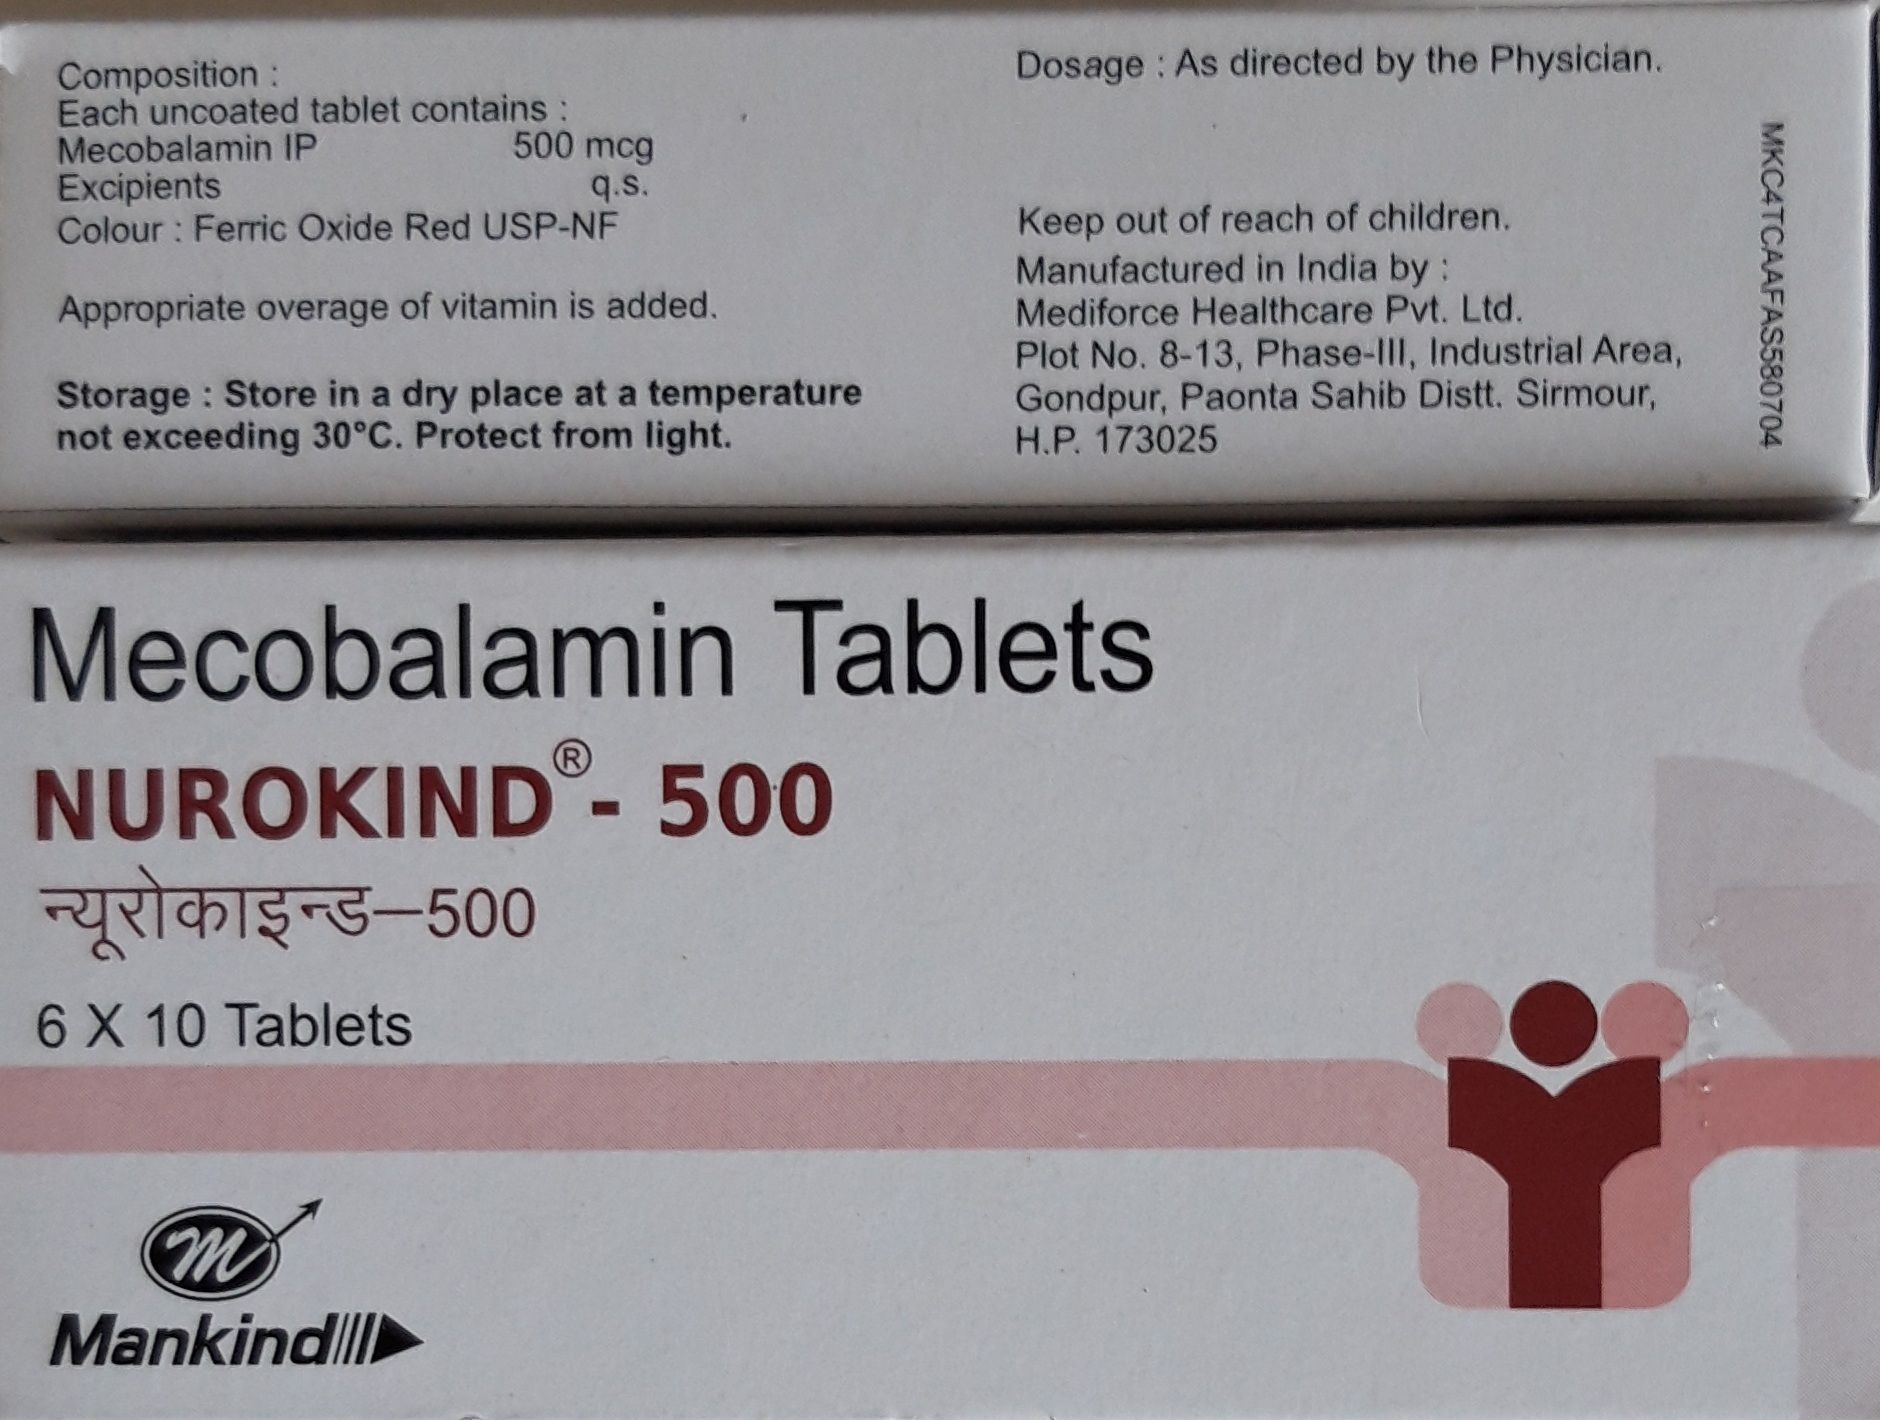 Composition :
Each uncoated tablet contains :
Mecobalamin IP 500 mcg
Excipients q.s.
Colour : Ferric Oxide Red USP-NF
Appropriate overage of vitamin is added.
Storage : Store in a dry place at a temperature
not exceeding 30°C. Protect from light.
Dosage : As directed by the Physician.
Keep out of reach of children.
Manufactured in India by :
Mediforce Healthcare Pvt. Ltd.
Plot No. 8-13, Phase-III, Industrial Area,
Gondpur, Paonta Sahib Distt. Sirmour,
H.P. 173025
MKC4TCAAFAS580704
Mecobalamin Tablets
NUROKIND® - 500
न्यूरोकाइन्ड–500
6 X 10 Tablets
m
Mankind